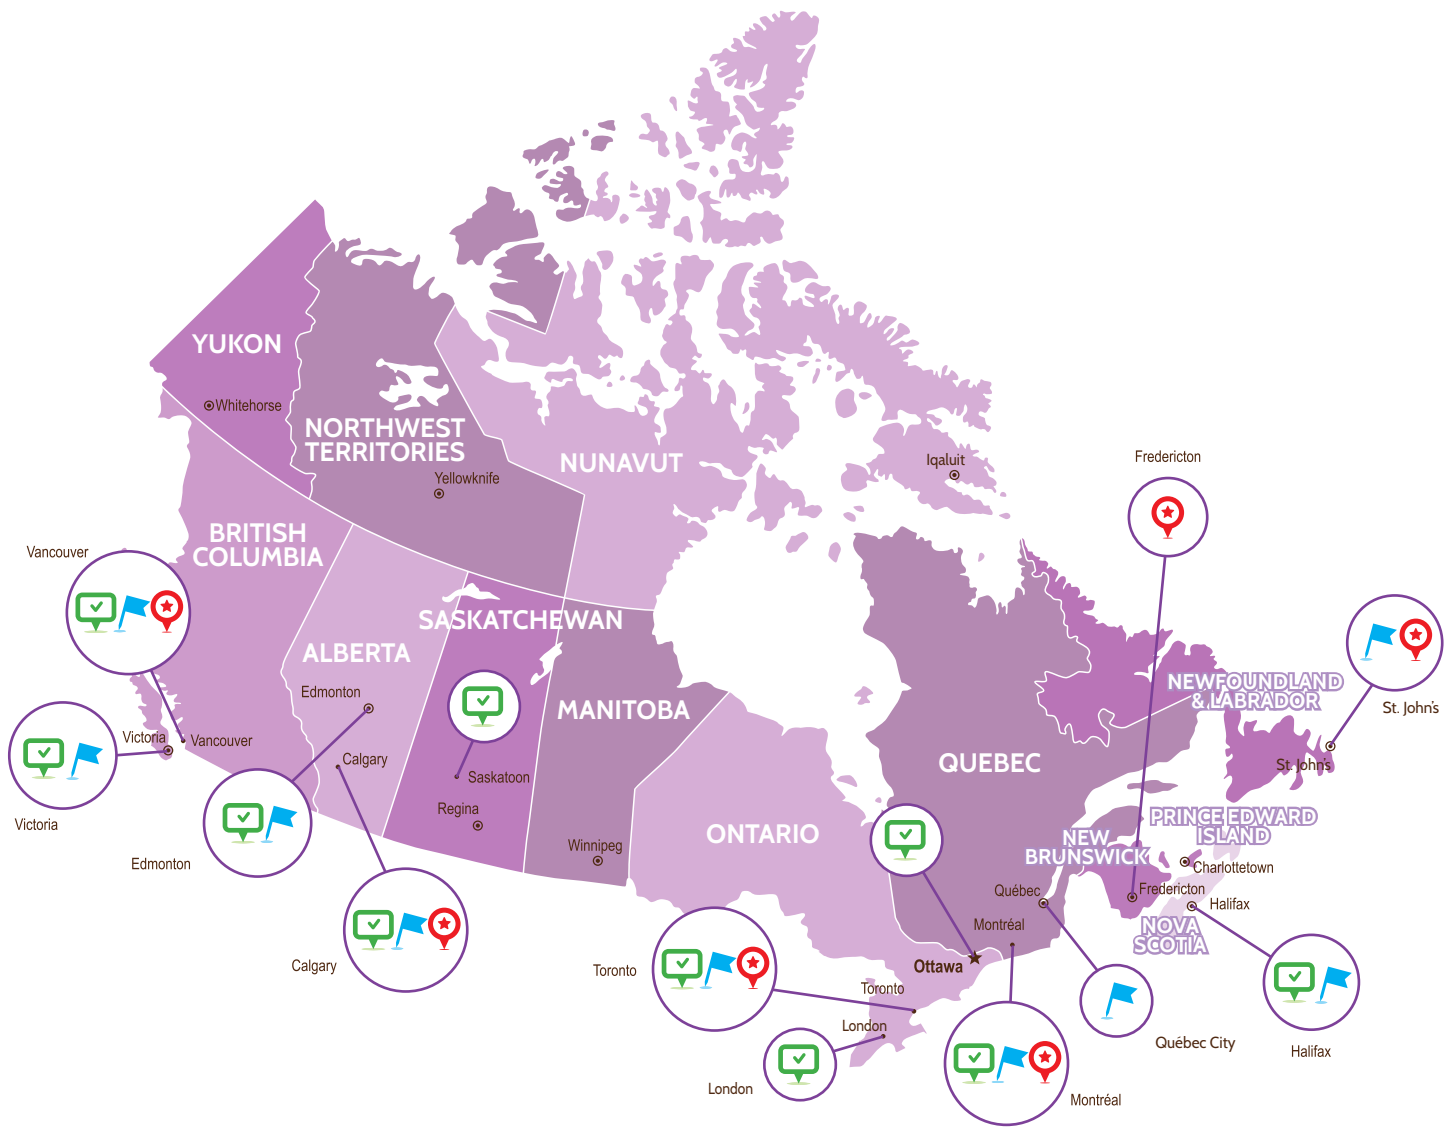 YUKON
Whitehorse
NORTHWEST
TERRITORIES
Yellowknife
NUNAVUT
Iqaluit
Fredericton
BRITISH
COLUMBIA
Vancouver
SASKATCHEWAN
ALBERTA
Edmonton
MANITOBA
NEWFOUNDLAND
& LABRADOR
St. John's
Victoria
Vancouver
Calgary
Saskatoon
QUEBEC
St. John's
Regina
Victoria
Edmonton
Winnipeg
ONTARIO
PRINCE EDWARD
ISLAND
NEW
BRUNSWICK
Charlottetown
Québec
Fredericton
Halifax
Montréal
NOVA
SCOTIA
Calgary
Toronto
Ottawa
Toronto
London
Québec City
Halifax
London
Montréal